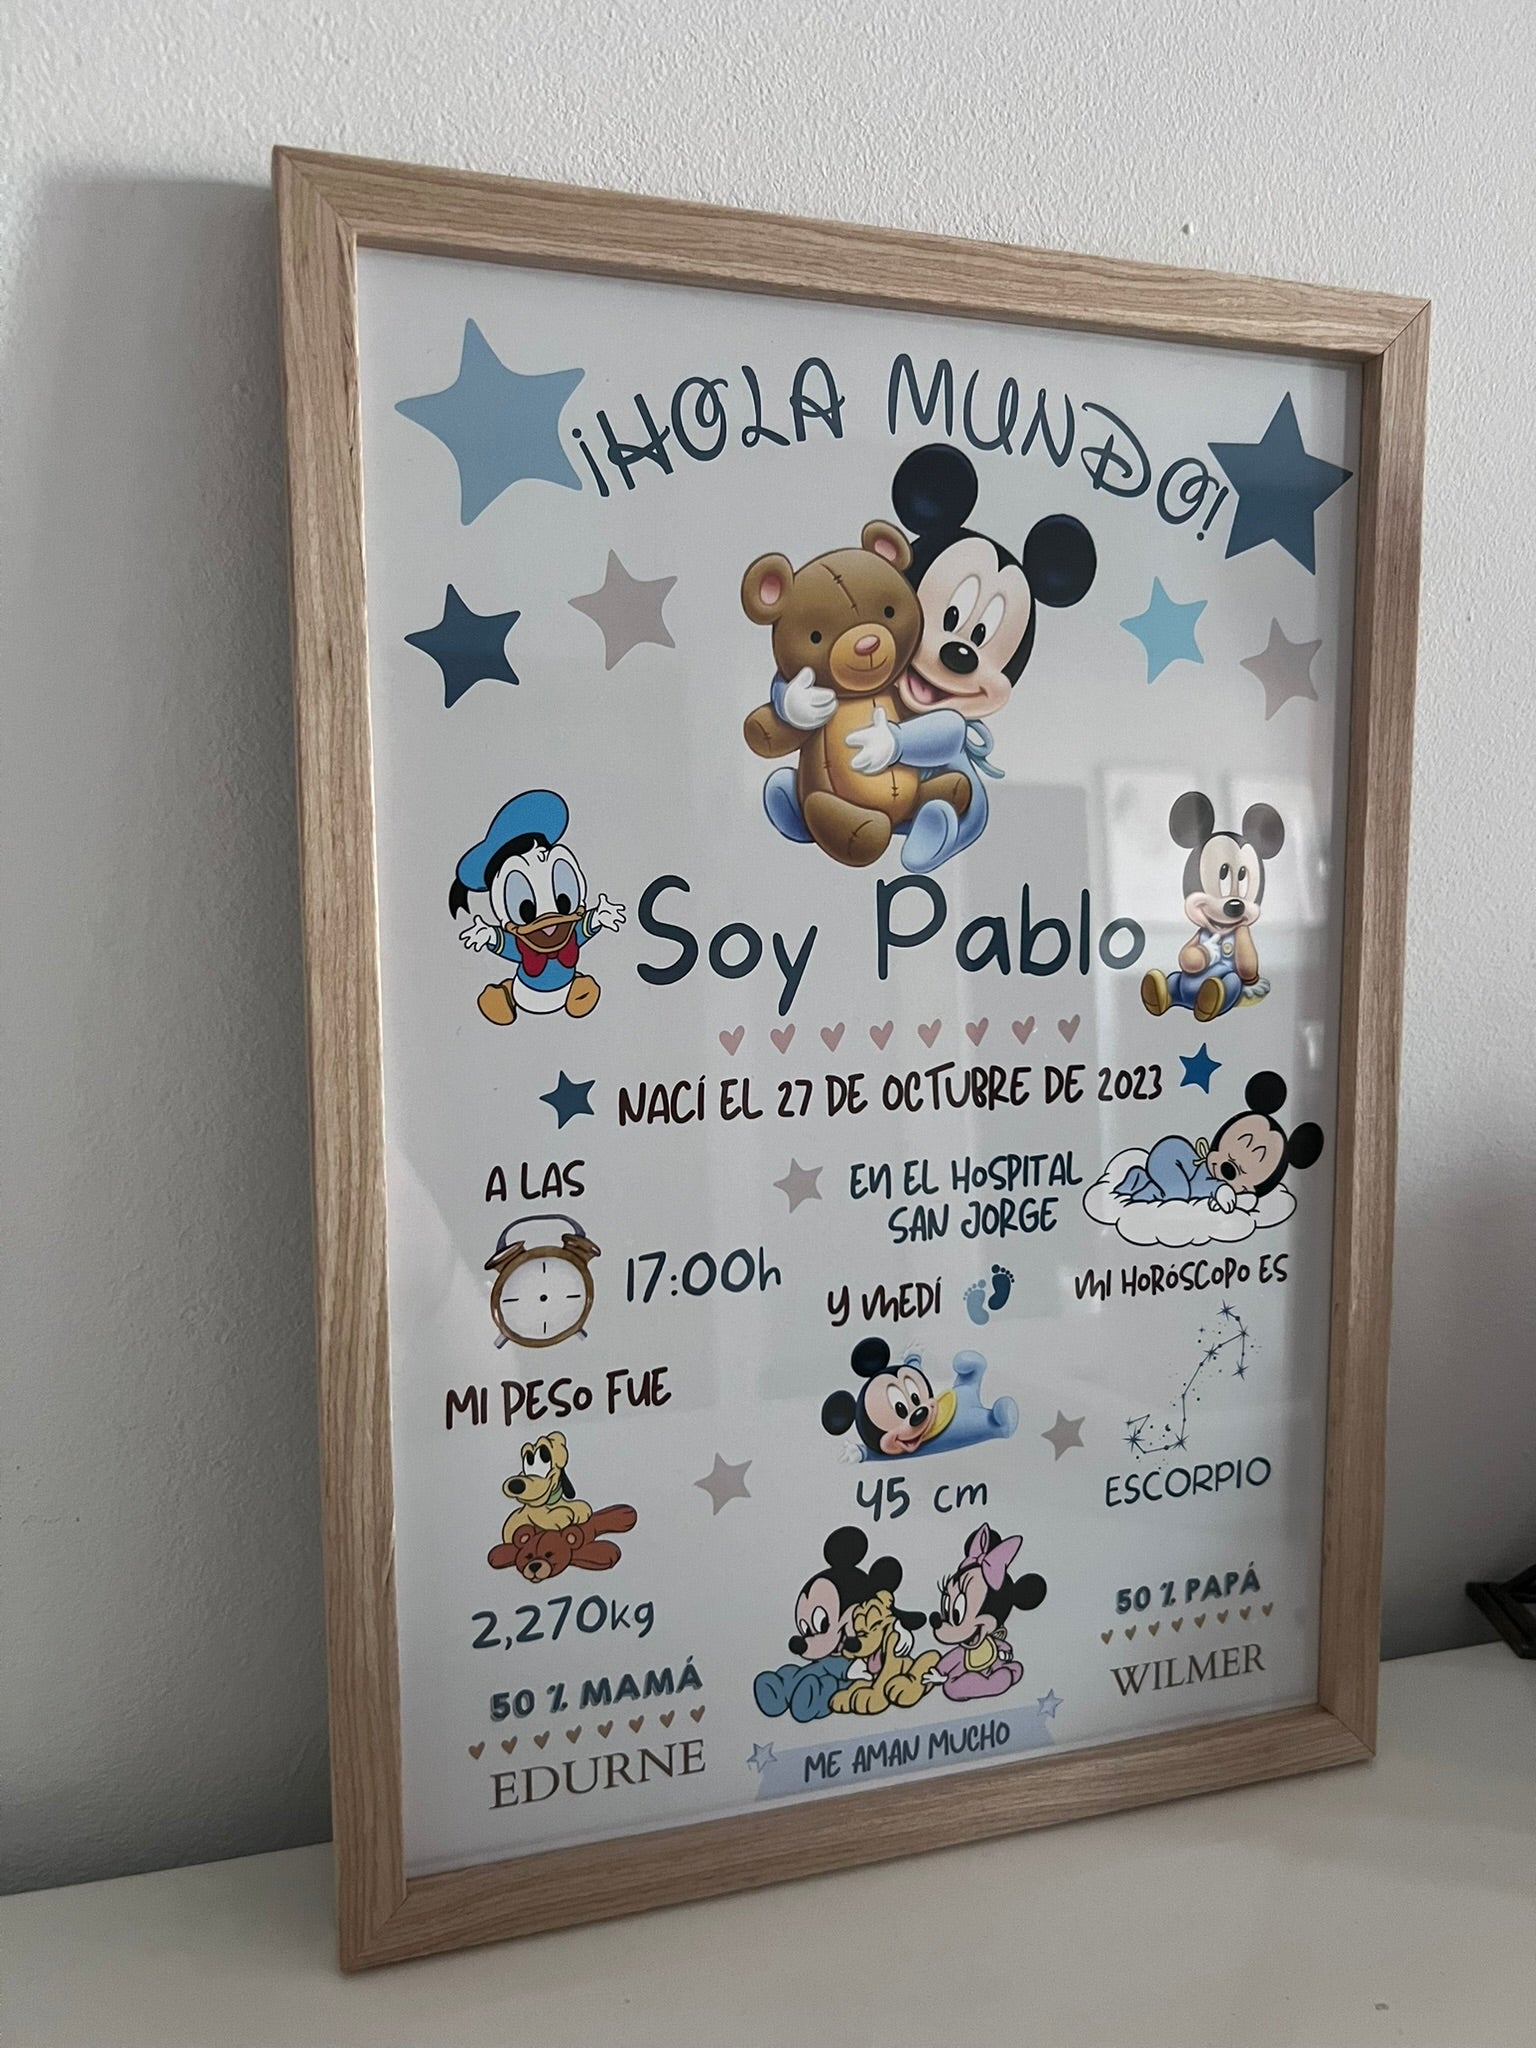 ¡HOLA MUNDO!
Soy Pablo
NACÍ EL 27 DE OCTUBRE DE 2023
A LAS
17:00h
EN EL HOSPITAL
SAN JORGE
Y MEDÍ
45 cm
MI HORÓSCOPO ES
ESCORPIO
MI PESO FUE
2,270kg
50 % MAMÁ
EDURNE
ME AMAN MUCHO
50 % PAPÁ
WILMER